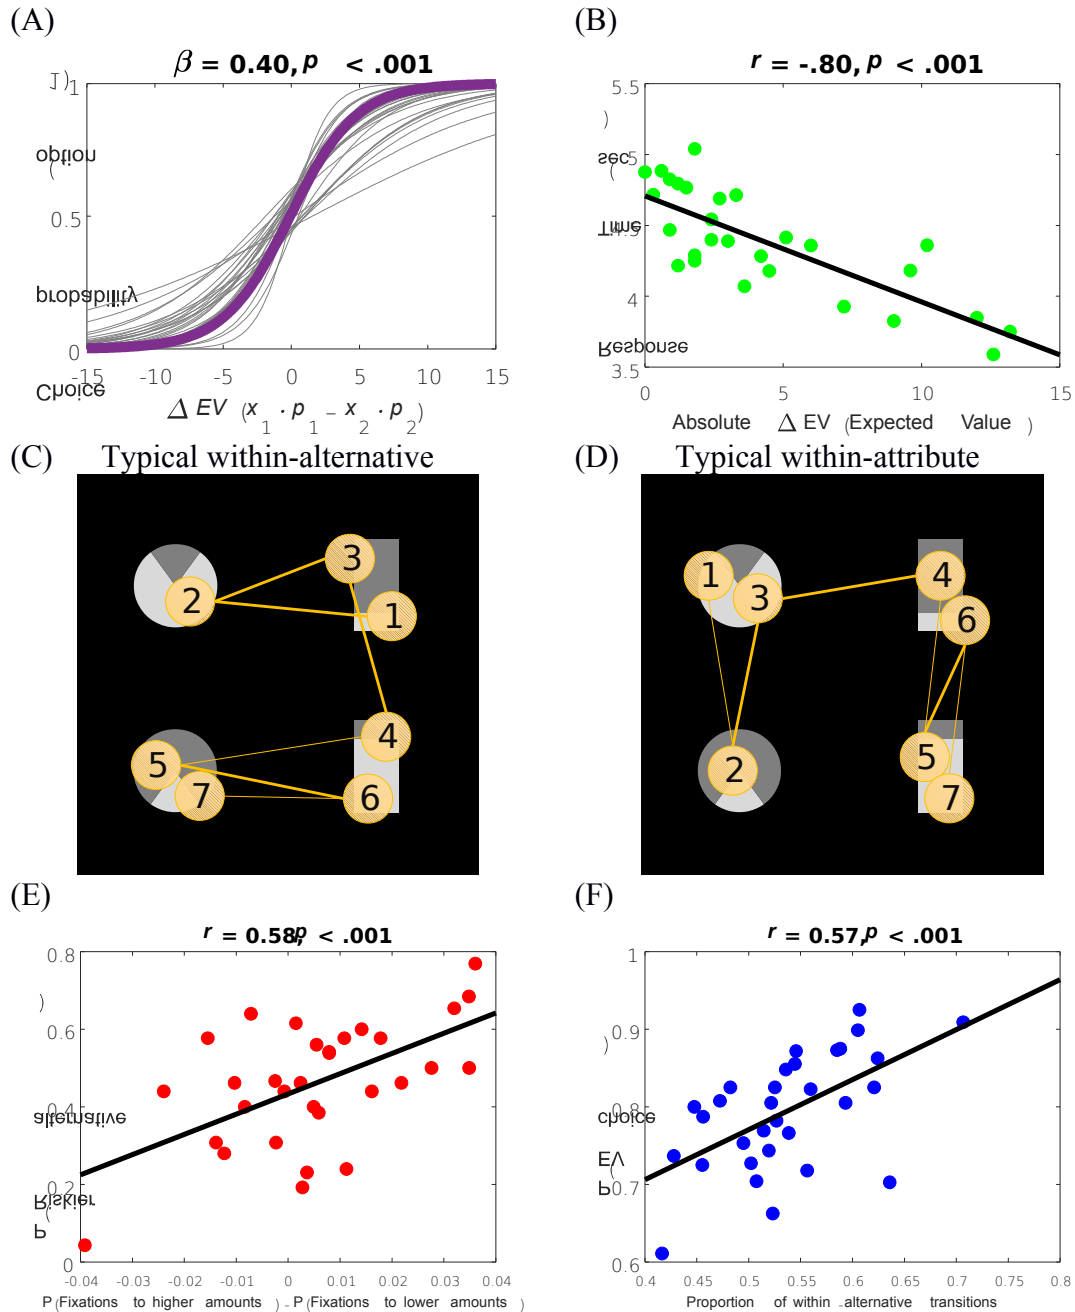 (A)
β = 0.40, p < .001
Choice probability option (1)
1
0.5
0
-15 -10 -5 0 5 10 15
Δ EV (x1 · p1 - x2 · p2)
(B)
r = -.80, p < .001
Response Time (sec)
5.5
5
4.5
4
3.5
0 5 10 15
Absolute Δ EV (Expected Value)
(C) Typical within-alternative
3
2
1
4
5
7
6
(D) Typical within-attribute
1
4
3
6
5
2
7
(E)
r = 0.58, p < .001
P(Riskier alternative)
0.8
0.6
0.4
0.2
0
-0.04 -0.03 -0.02 -0.01 0 0.01 0.02 0.03 0.04
P(Fixations to higher amounts) - P(Fixations to lower amounts)
(F)
r = 0.57, p < .001
P(EV choice)
1
0.9
0.8
0.7
0.6
0.4 0.45 0.5 0.55 0.6 0.65 0.7 0.75 0.8
Proportion of within-alternative transitions